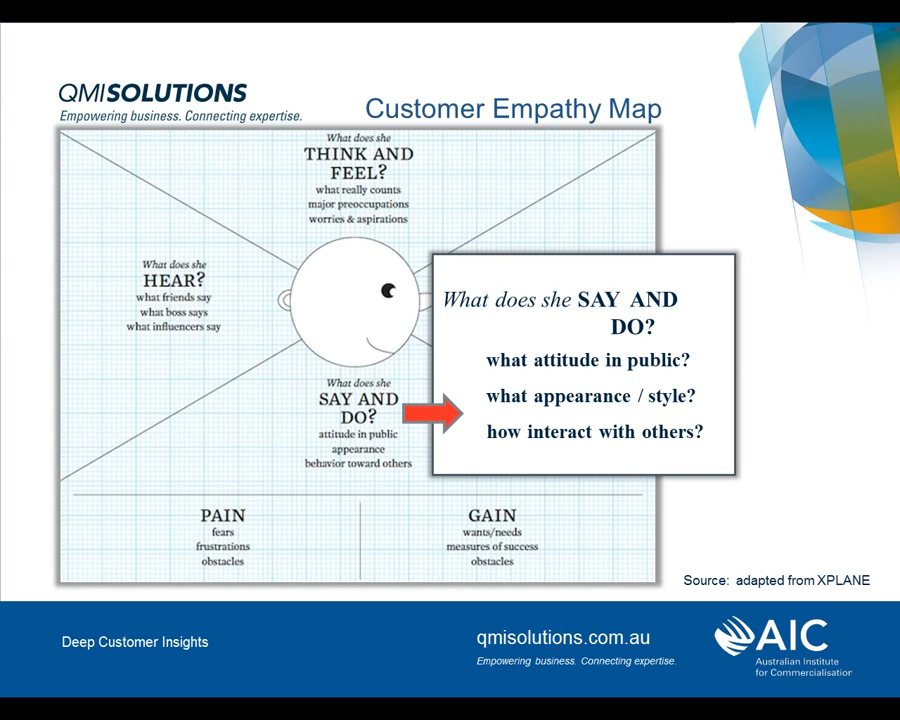 QMISOLUTIONS
Empowering business. Connecting expertise.
Customer Empathy Map
What does she
THINK AND
FEEL?
what really counts
major preoccupations
worries & aspirations
What does she
HEAR?
what friends say
what boss says
what influencers say
What does she SAY AND
DO?
what attitude in public?
what appearance / style?
how interact with others?
What does she
SAY AND
DO?
attitude in public
appearance
behavior toward others
PAIN
fears
frustrations
obstacles
GAIN
wants/needs
measures of success
obstacles
Source: adapted from XPLANE
Deep Customer Insights
qmisolutions.com.au
Empowering business. Connecting expertise.
AIC
Australian Institute
for Commercialisation